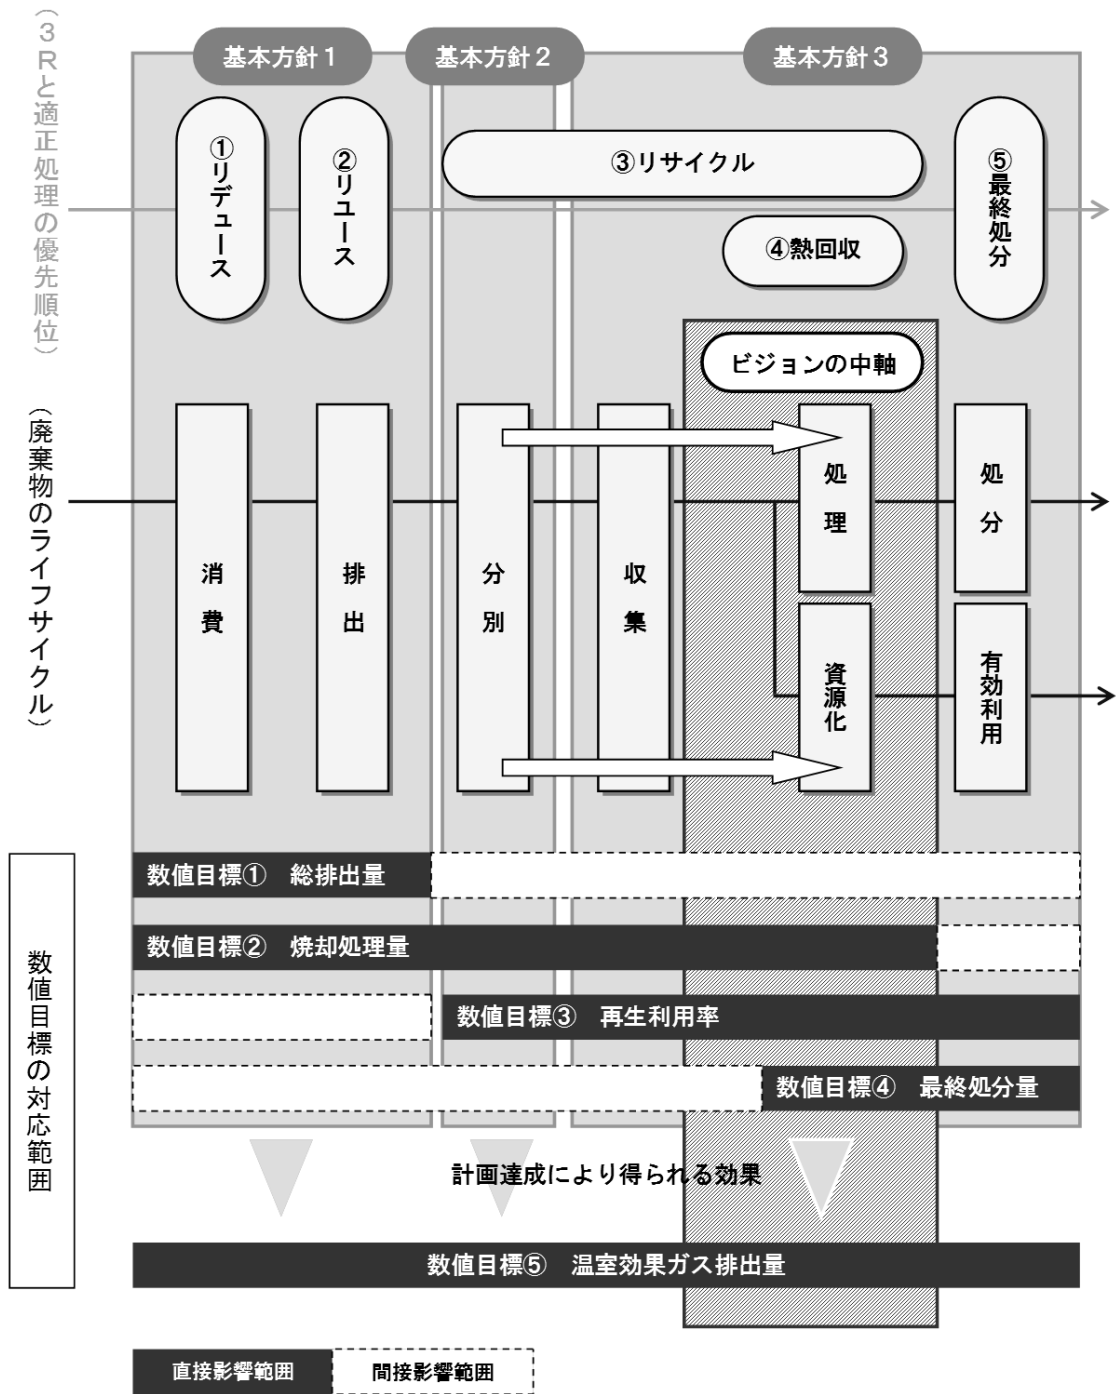 （３Ｒと適正処理の優先順位）
基本方針１
基本方針２
基本方針３
①リデュース
②リユース
③リサイクル
④熱回収
⑤最終処分
ビジョンの中軸
（廃棄物のライフサイクル）
消費
排出
分別
収集
処理
処分
資源化
有効利用
数値目標の対応範囲
数値目標①　総排出量
数値目標②　焼却処理量
数値目標③　再生利用率
数値目標④　最終処分量
計画達成により得られる効果
数値目標⑤　温室効果ガス排出量
直接影響範囲
間接影響範囲